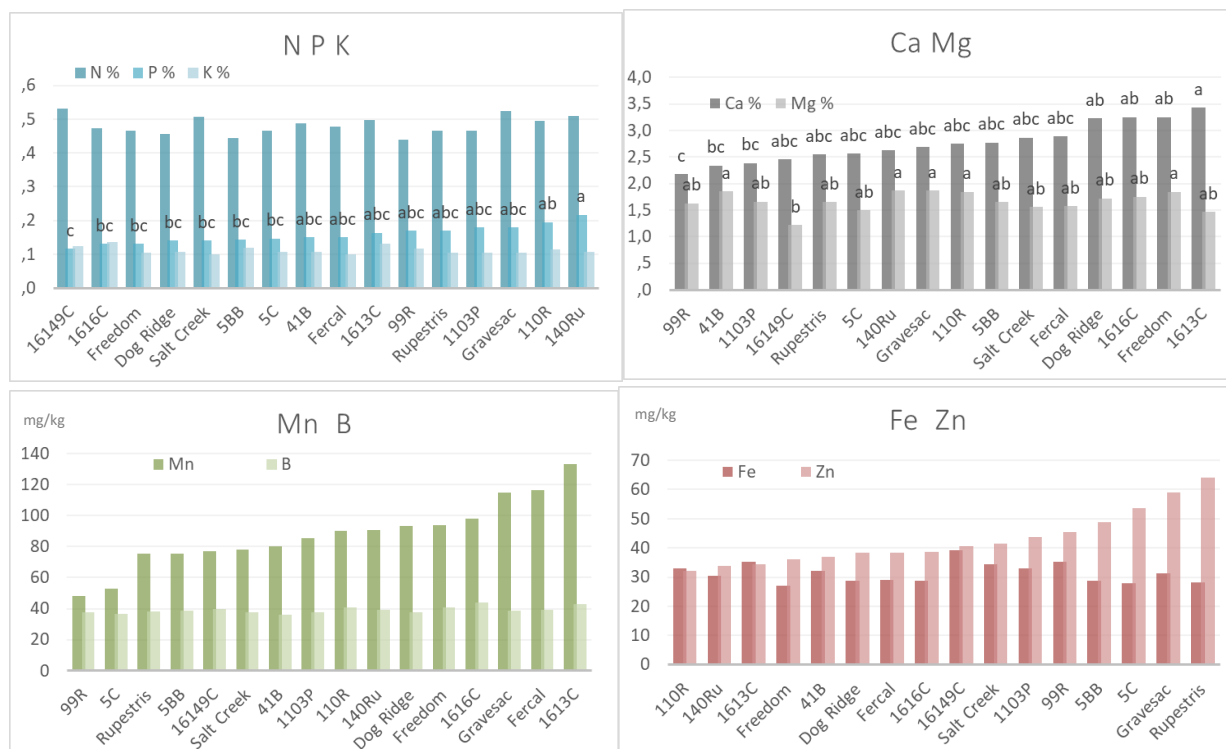 N P K
N % P % K %
,6
,5
,4
,3
,2
,1
,0
c bc bc bc bc bc bc bc bc abc abc abc abc abc ab a
16149C 1616C Freedom Dog Ridge Salt Creek 5BB 5C 41B Fercal 1613C 99R Rupestris 1103P Gravesac 110R 140Ru
Ca Mg
Ca % Mg %
4,0
3,5
3,0
2,5
2,0
1,5
1,0
,5
,0
c bc bc abc abc abc abc abc abc abc abc abc ab ab ab a
ab a ab b ab ab a a a ab ab ab ab ab a ab
99R 41B 1103P 16149C Rupestris 5C 140Ru Gravesac 110R 5BB Salt Creek Fercal Dog Ridge 1616C Freedom 1613C
mg/kg
Mn B
Mn B
140
120
100
80
60
40
20
0
99R 5C Rupestris 5BB 16149C Salt Creek 41B 1103P 110R 140Ru Dog Ridge Freedom 1616C Gravesac Fercal 1613C
mg/kg
Fe Zn
Fe Zn
70
60
50
40
30
20
10
0
110R 140Ru 1613C Freedom 41B Dog Ridge Fercal 1616C 16149C Salt Creek 1103P 99R 5BB 5C Gravesac Rupestris